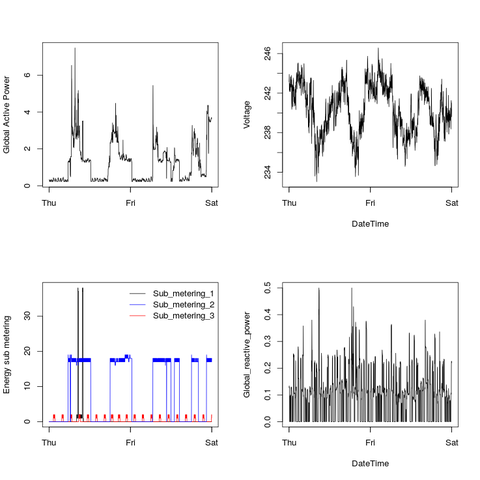 Global Active Power
6
4
2
0
Thu
Fri
Sat
Voltage
246
242
238
234
Thu
Fri
Sat
DateTime
Energy sub metering
30
20
10
0
Sub_metering_1
Sub_metering_2
Sub_metering_3
Thu
Fri
Sat
Global_reactive_power
0.5
0.4
0.3
0.2
0.1
0.0
Thu
Fri
Sat
DateTime